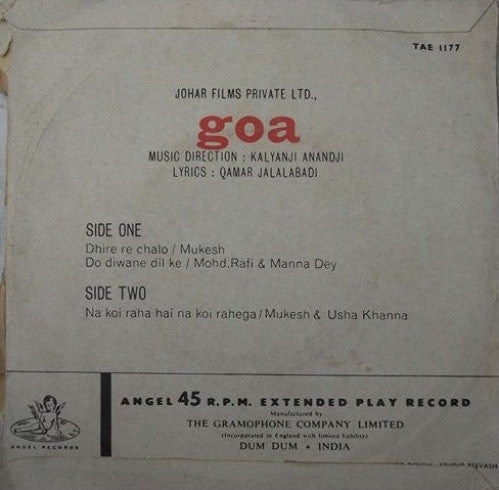 TAE 1177
JOHAR FILMS PRIVATE LTD.,
goa
MUSIC DIRECTION : KALYANJI ANANDJI
LYRICS : QAMAR JALALABADI
SIDE ONE
Dhire re chalo / Mukesh
Do diwane dil ke / Mohd. Rafi & Manna Dey
SIDE TWO
Na koi raha hai na koi rahega / Mukesh & Usha Khanna
ANGEL 45 R.P.M. EXTENDED PLAY RECORD
Manufactured by
THE GRAMOPHONE COMPANY LIMITED
(Incorporated in England with limited liability)
DUM DUM • INDIA
ANGEL RECORDS